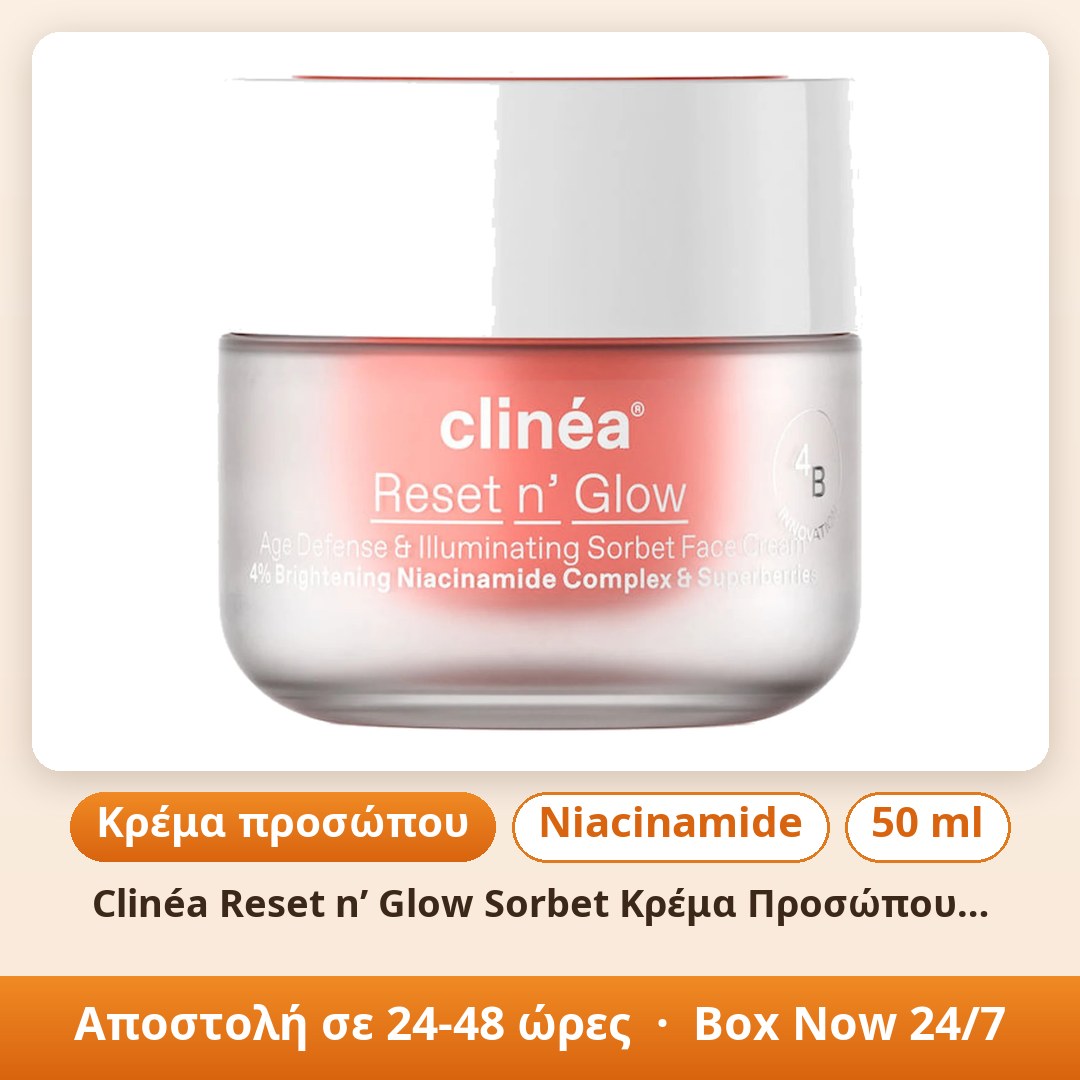 clinéa®
Reset n’ Glow
Age Defense & Illuminating Sorbet Face Cream
4% Brightening Niacinamide Complex & Superberries
4B
INNOVATION
Κρέμα προσώπου
Niacinamide
50 ml
Clinéa Reset n’ Glow Sorbet Κρέμα Προσώπου...
Αποστολή σε 24-48 ώρες · Box Now 24/7